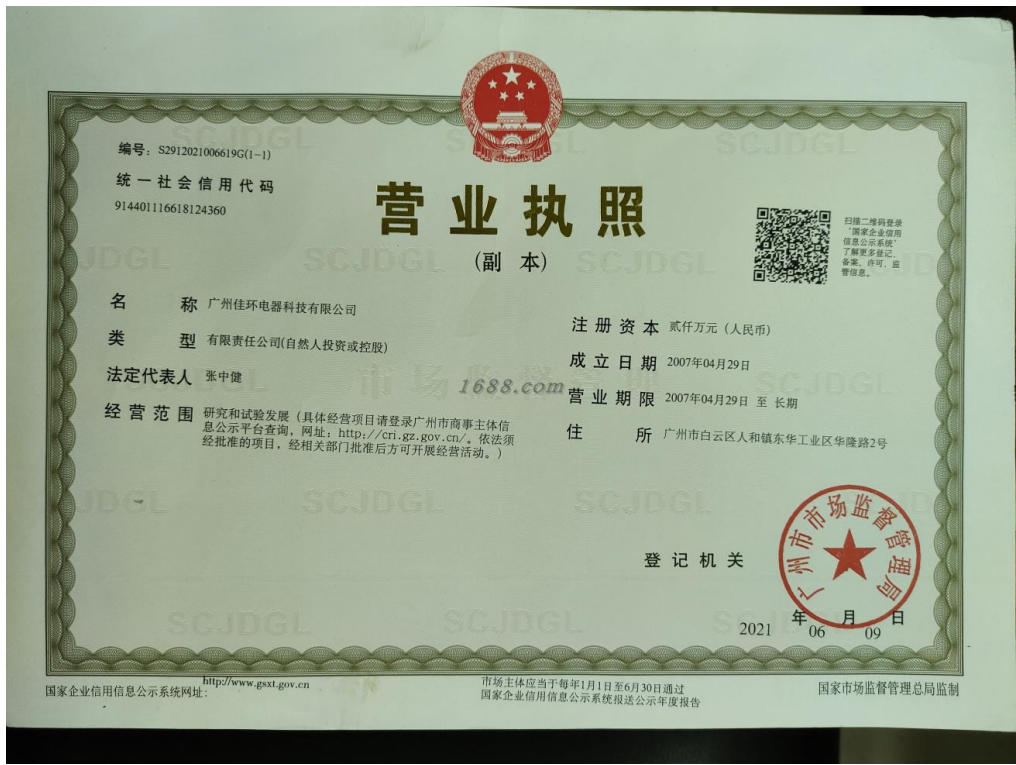 编号：S2912021006619G(1-1)
统一社会信用代码
914401116618124360
营业执照
(副 本)
扫描二维码登录
‘国家企业信用
信息公示系统’
了解更多登记、
备案、许可、监
管信息。
名 称 广州佳环电器科技有限公司
类 型 有限责任公司(自然人投资或控股)
法定代表人 张中健
经营范围 研究和试验发展（具体经营项目请登录广州市商事主体信
息公示平台查询，网址：http://cri.gz.gov.cn/。依法须
经批准的项目，经相关部门批准后方可开展经营活动。）
注册资本 贰仟万元（人民币）
成立日期 2007年04月29日
营业期限 2007年04月29日 至 长期
住 所 广州市白云区人和镇东华工业区华隆路2号
1688.com
登记机关
广州市市场监督管理局
2021 年 06 月 09 日
国家企业信用信息公示系统网址：http://www.gsxt.gov.cn
市场主体应当于每年1月1日至6月30日通过
国家企业信用信息公示系统报送公示年度报告
国家市场监督管理总局监制
SCJDGL